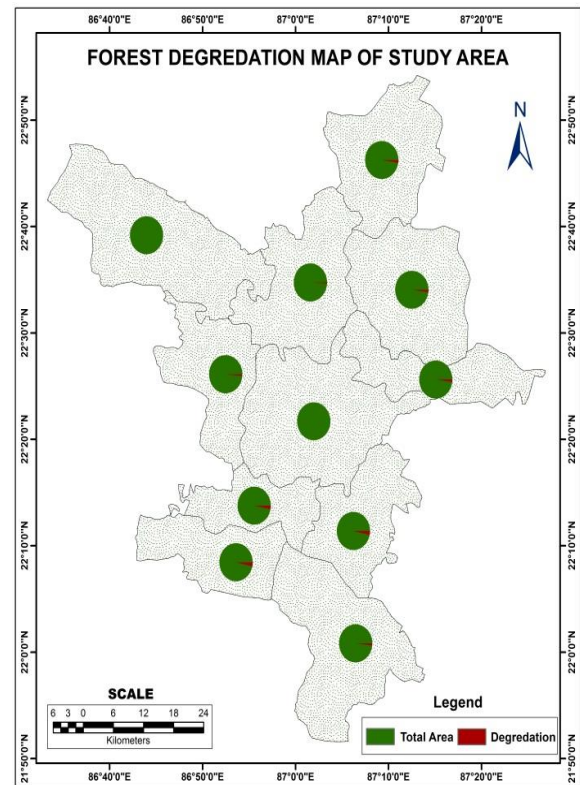 86°40'0"E 86°50'0"E 87°0'0"E 87°10'0"E 87°20'0"E
FOREST DEGREDATION MAP OF STUDY AREA
N
22°50'0"N 22°50'0"N
22°40'0"N 22°40'0"N
22°30'0"N 22°30'0"N
22°20'0"N 22°20'0"N
22°10'0"N 22°10'0"N
22°0'0"N 22°0'0"N
21°50'0"N 21°50'0"N
SCALE
6 3 0 6 12 18 24
Kilometers
Legend
Total Area Degredation
86°40'0"E 86°50'0"E 87°0'0"E 87°10'0"E 87°20'0"E